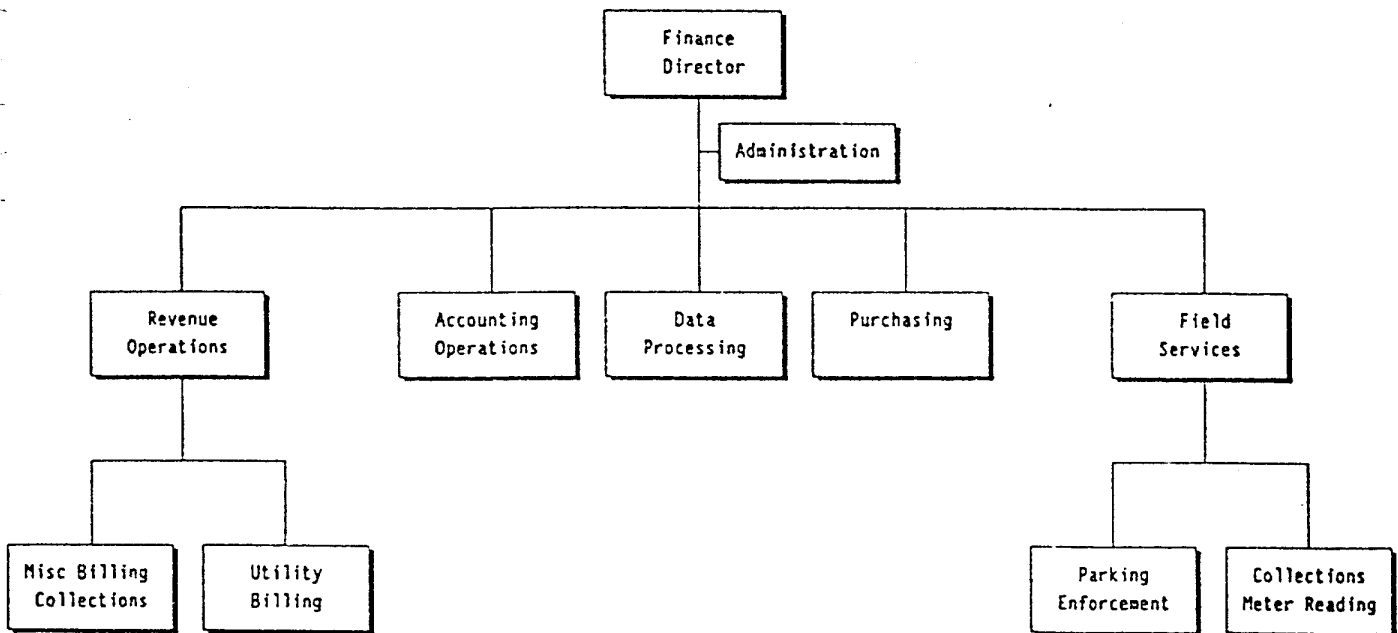 Finance
Director
Administration
Revenue
Operations
Accounting
Operations
Data
Processing
Purchasing
Field
Services
Misc Billing
Collections
Utility
Billing
Parking
Enforcement
Collections
Meter Reading